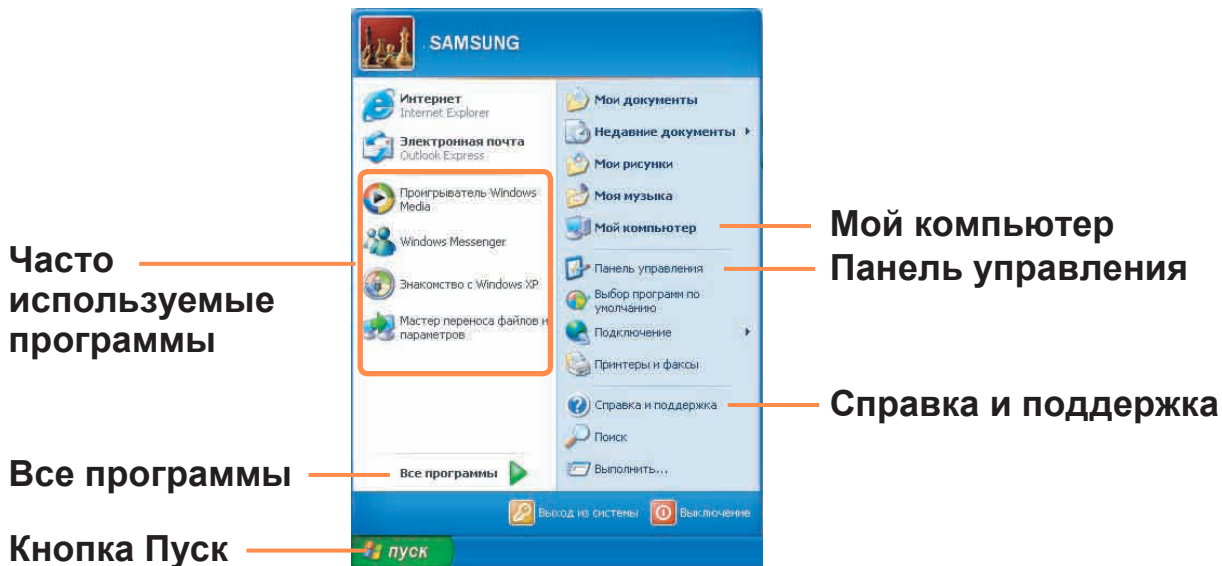 SAMSUNG
Интернет
Internet Explorer
Электронная почта
Outlook Express
Проигрыватель Windows
Media
Windows Messenger
Знакомство с Windows XP
Мастер переноса файлов и
параметров
Все программы
Мои документы
Недавние документы
Мои рисунки
Моя музыка
Мой компьютер
Панель управления
Выбор программ по
умолчанию
Подключение
Принтеры и факсы
Справка и поддержка
Поиск
Выполнить...
Выход из системы
Выключение
пуск
Часто
используемые
программы
Все программы
Кнопка Пуск
Мой компьютер
Панель управления
Справка и поддержка